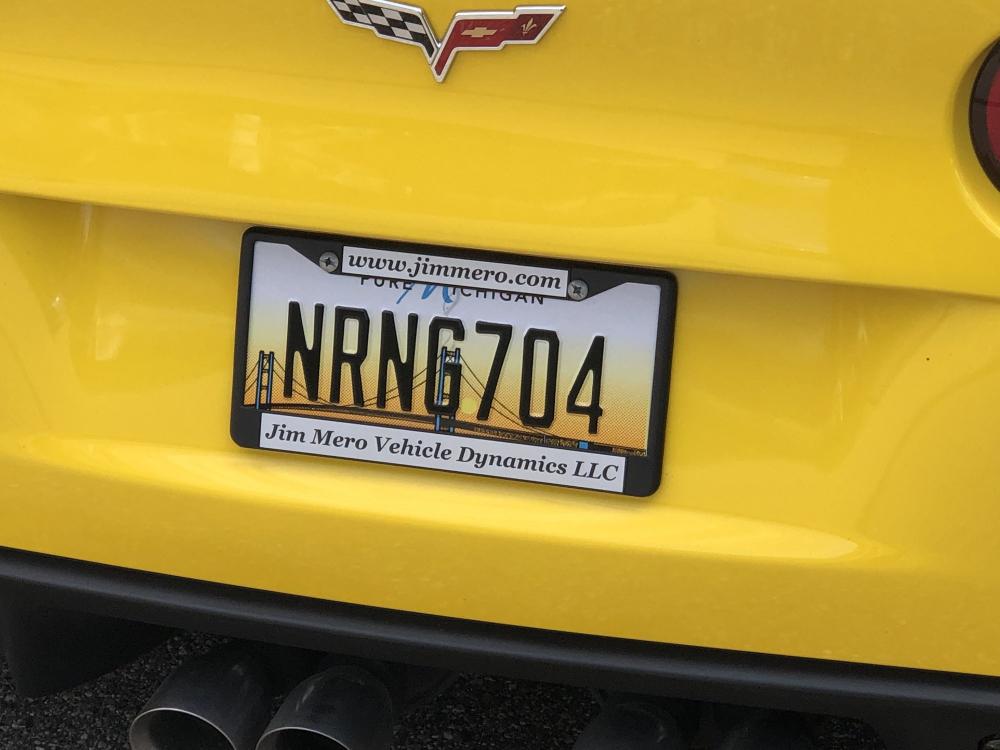 www.jimmero.com
PURE MICHIGAN
NRNG704
Jim Mero Vehicle Dynamics LLC